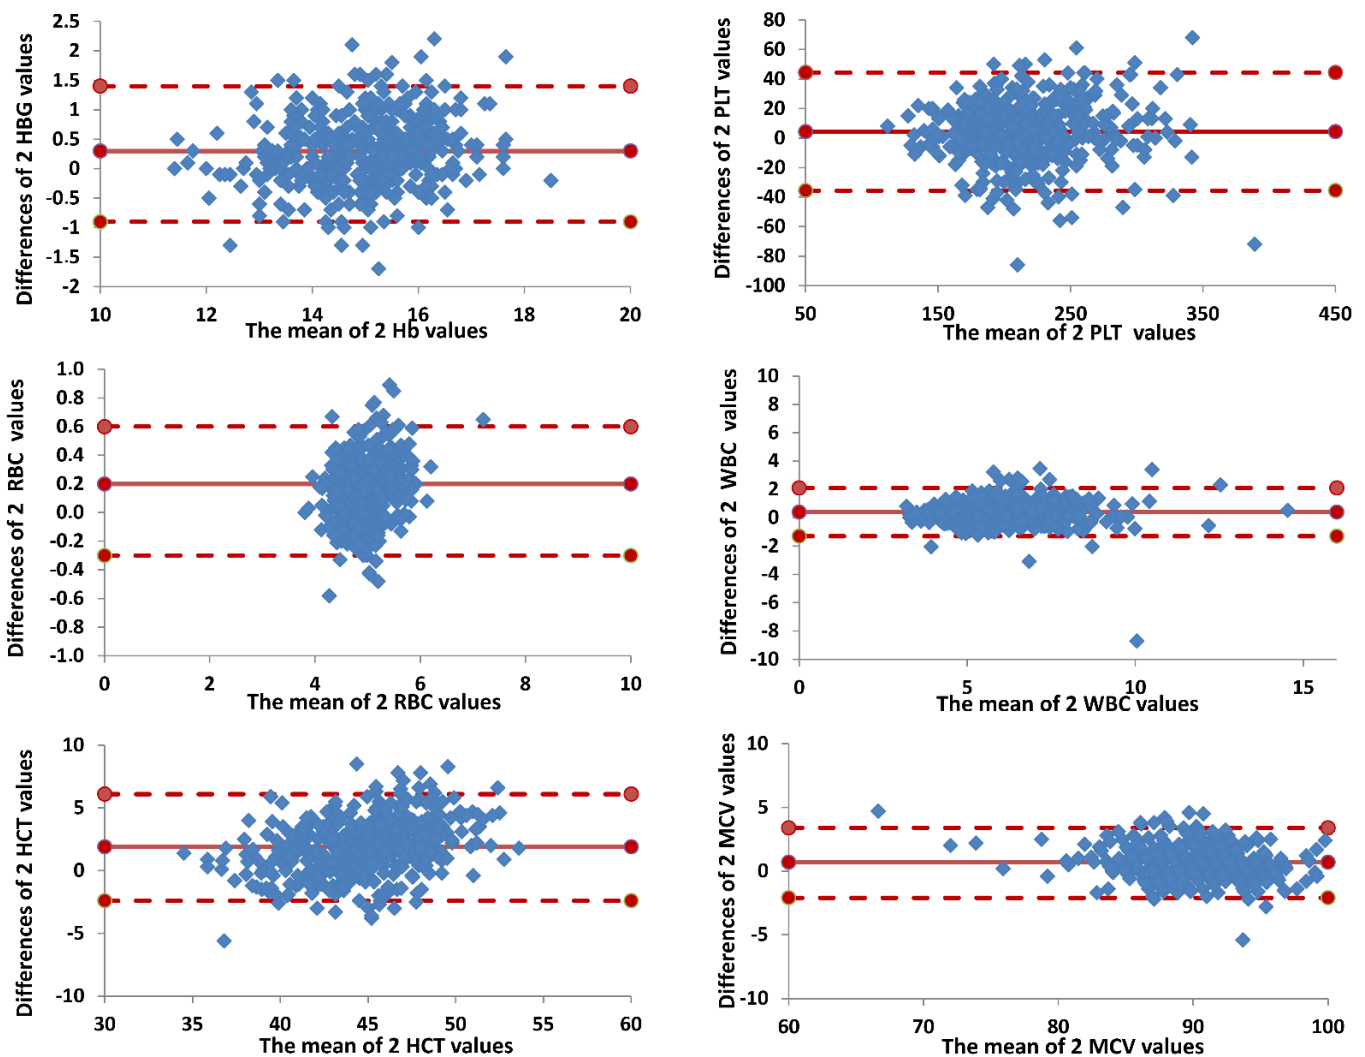 Differences of 2 HBG values
2.5
2
1.5
1
0.5
0
-0.5
-1
-1.5
-2
10 12 14 16 18 20
The mean of 2 Hb values
Differences of 2 PLT values
80
60
40
20
0
-20
-40
-60
-80
-100
50 150 250 350 450
The mean of 2 PLT values
Differences of 2 RBC values
1.0
0.8
0.6
0.4
0.2
0.0
-0.2
-0.4
-0.6
-0.8
-1.0
0 2 4 6 8 10
The mean of 2 RBC values
Differences of 2 WBC values
10
8
6
4
2
0
-2
-4
-6
-8
-10
0 5 10 15
The mean of 2 WBC values
Differences of 2 HCT values
10
5
0
-5
-10
30 35 40 45 50 55 60
The mean of 2 HCT values
Differences of 2 MCV values
10
5
0
-5
-10
60 70 80 90 100
The mean of 2 MCV values